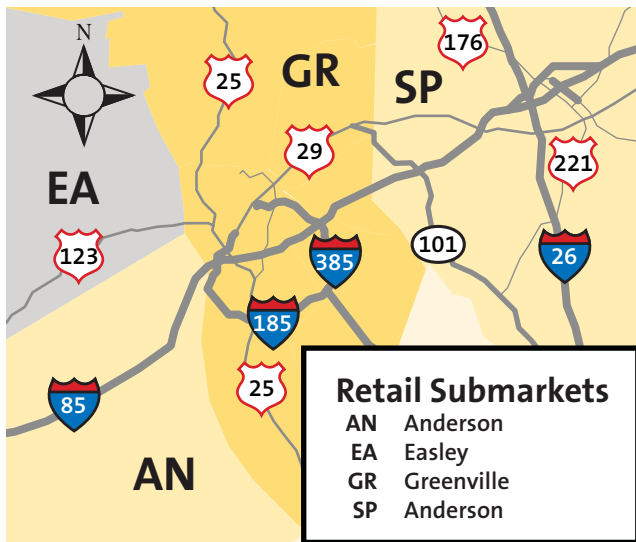 N
25
GR
176
SP
29
221
EA
123
101
26
385
185
25
85
AN
Retail Submarkets
AN Anderson
EA Easley
GR Greenville
SP Anderson